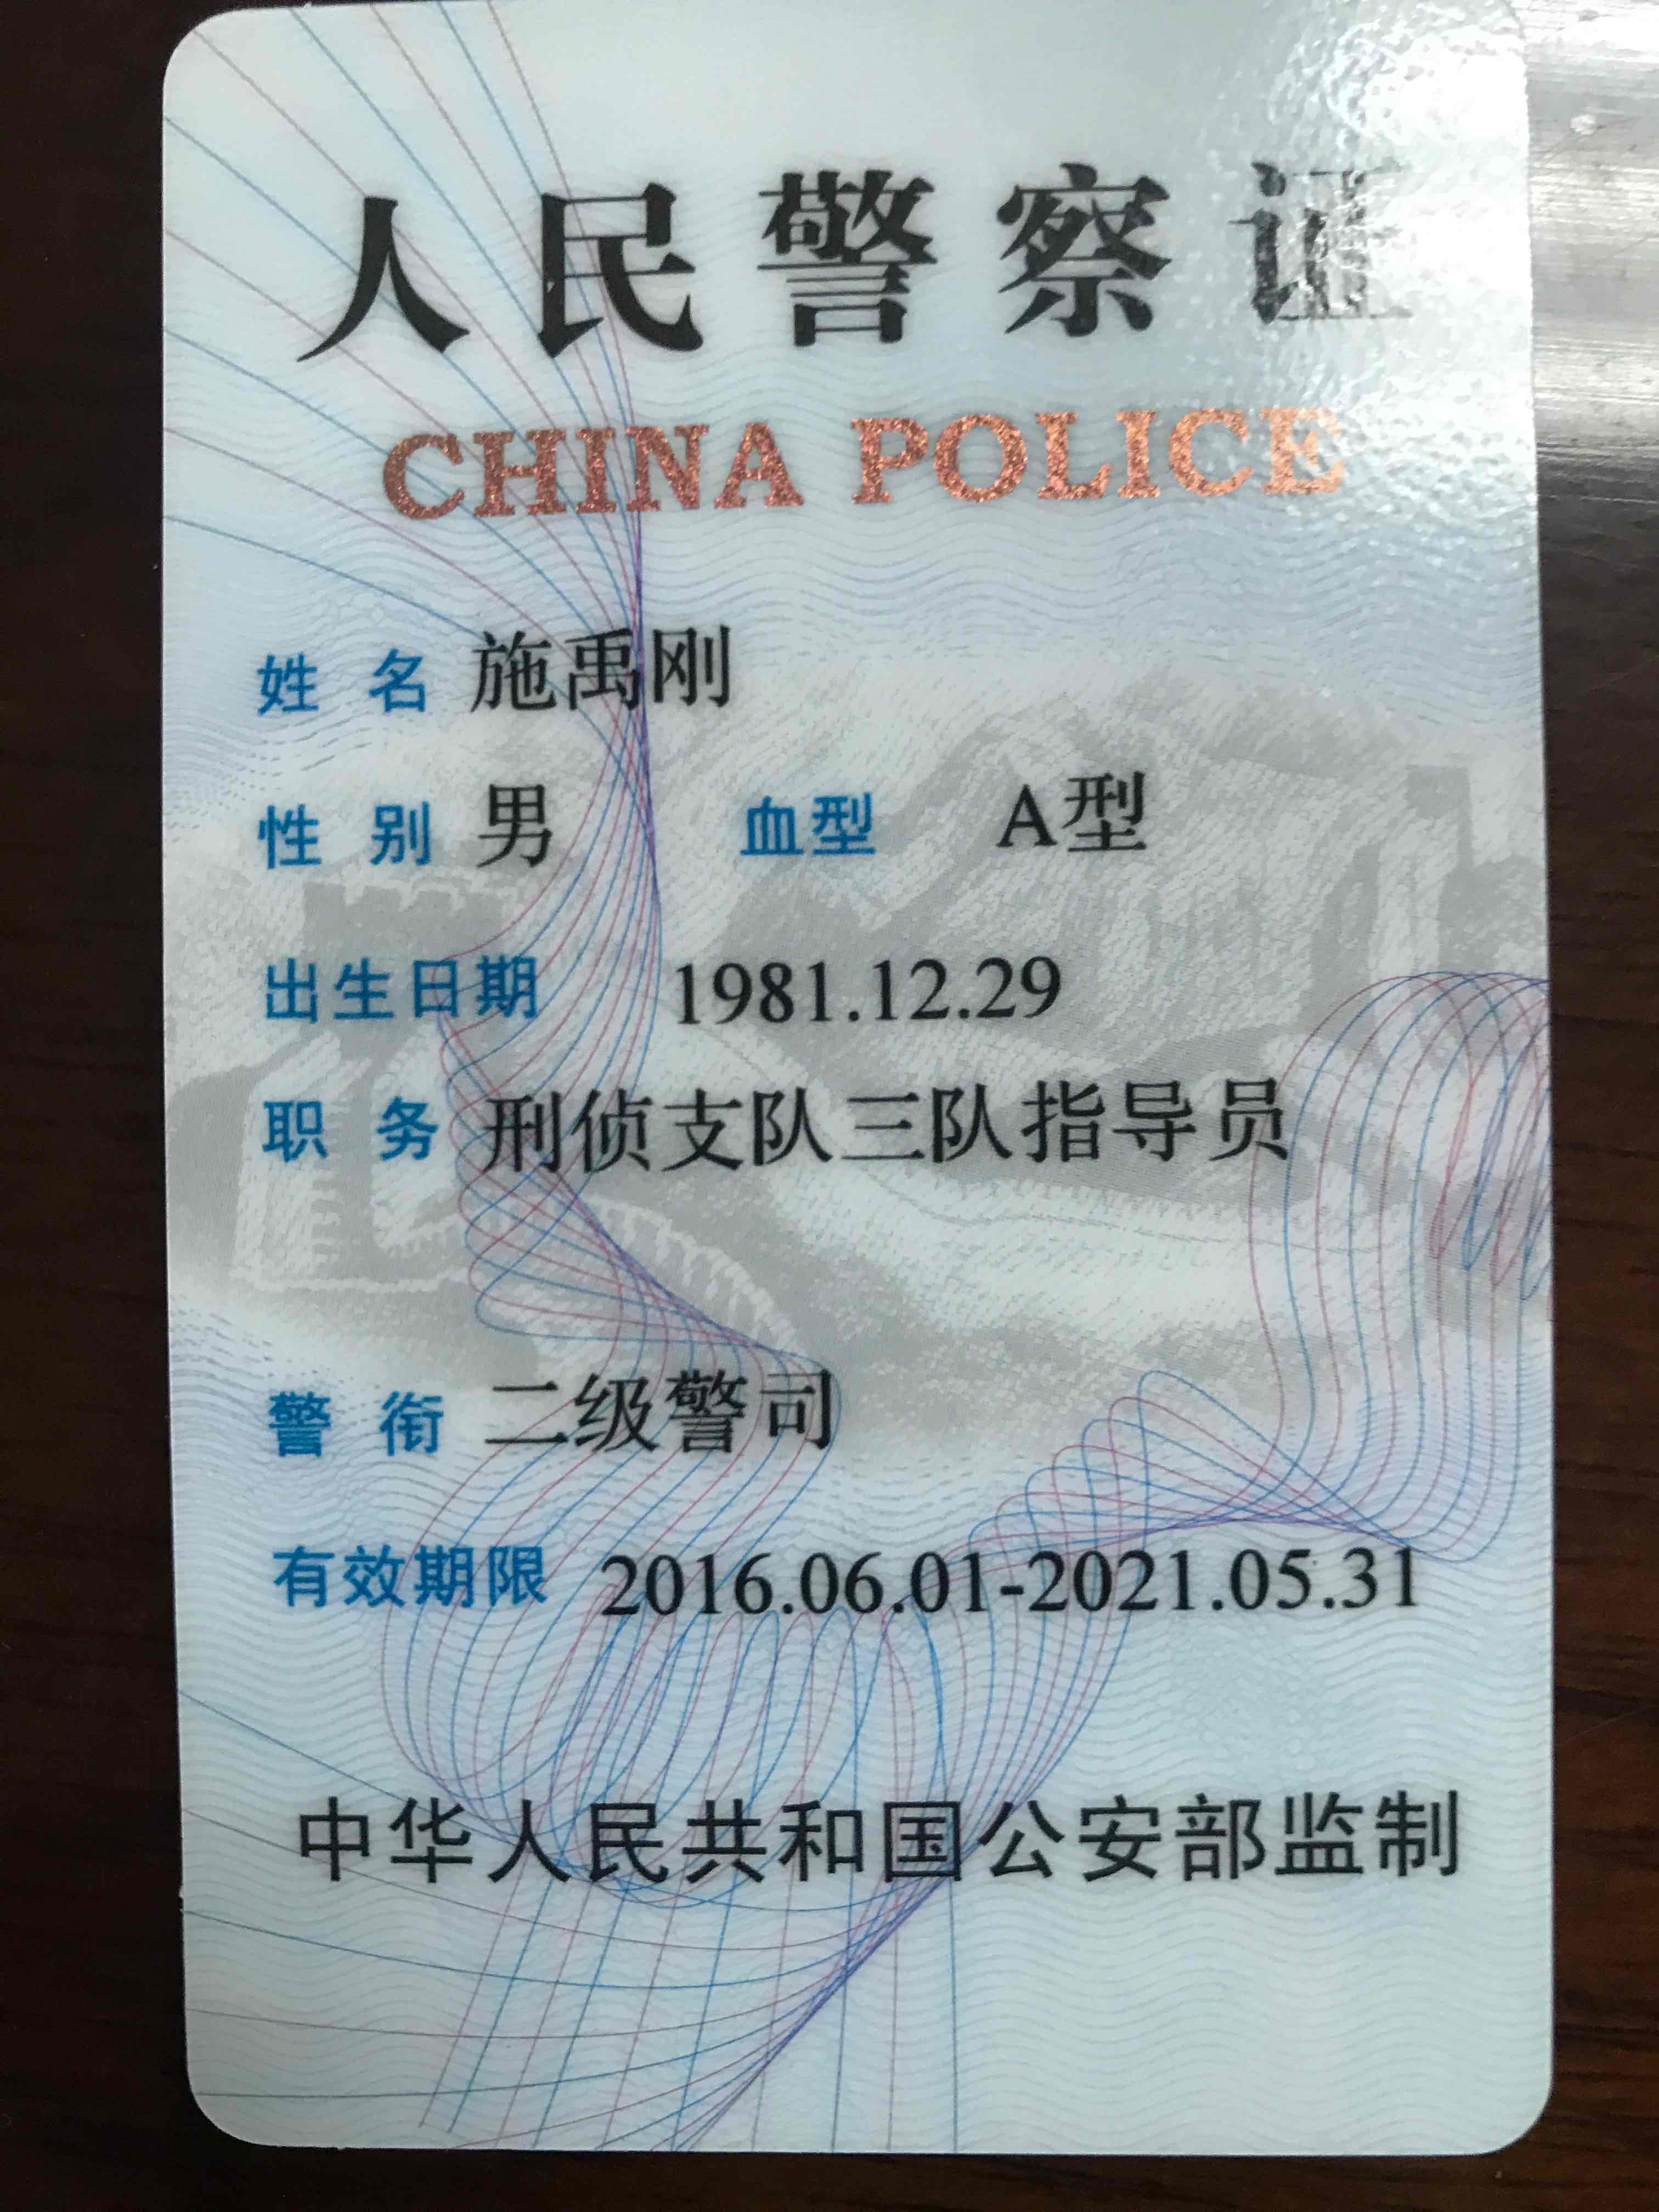 人民警察证
CHINA POLICE
姓 名 施禹刚
性 别 男 血型 A型
出生日期 1981.12.29
职 务 刑侦支队三队指导员
警 衔 二级警司
有效期限 2016.06.01-2021.05.31
中华人民共和国公安部监制